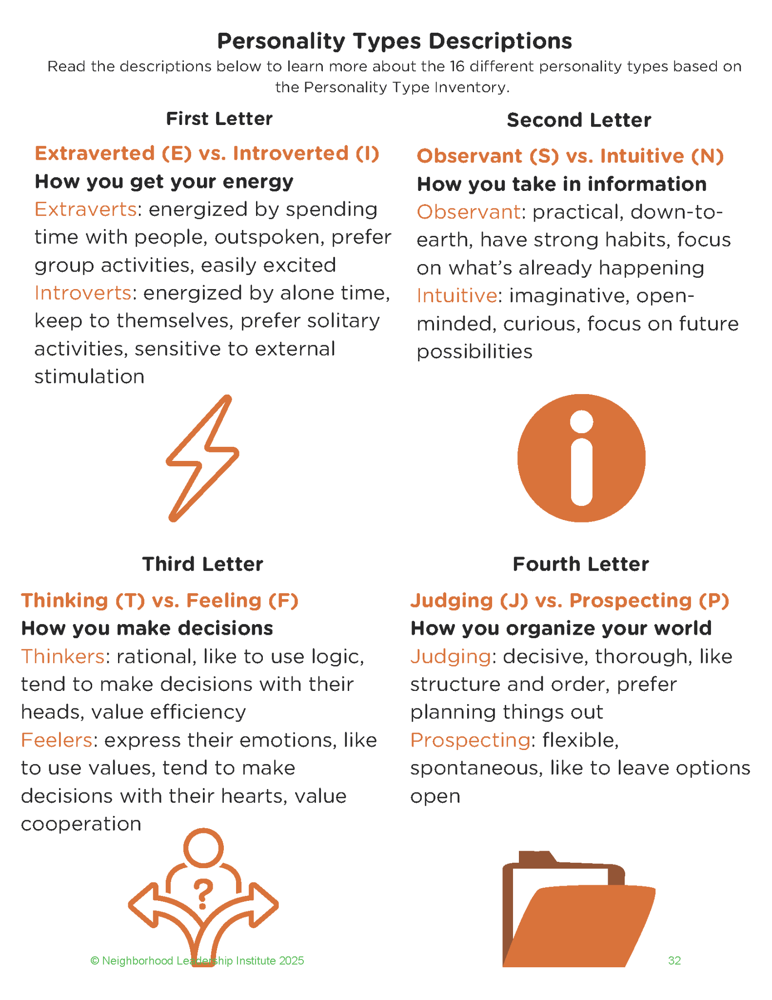 Personality Types Descriptions
Read the descriptions below to learn more about the 16 different personality types based on
the Personality Type Inventory.
First Letter
Extraverted (E) vs. Introverted (I)
How you get your energy
Extraverts: energized by spending
time with people, outspoken, prefer
group activities, easily excited
Introverts: energized by alone time,
keep to themselves, prefer solitary
activities, sensitive to external
stimulation
Second Letter
Observant (S) vs. Intuitive (N)
How you take in information
Observant: practical, down-to-
earth, have strong habits, focus
on what’s already happening
Intuitive: imaginative, open-
minded, curious, focus on future
possibilities
Third Letter
Thinking (T) vs. Feeling (F)
How you make decisions
Thinkers: rational, like to use logic,
tend to make decisions with their
heads, value efficiency
Feelers: express their emotions, like
to use values, tend to make
decisions with their hearts, value
cooperation
?
Fourth Letter
Judging (J) vs. Prospecting (P)
How you organize your world
Judging: decisive, thorough, like
structure and order, prefer
planning things out
Prospecting: flexible,
spontaneous, like to leave options
open
© Neighborhood Leadership Institute 2025
32